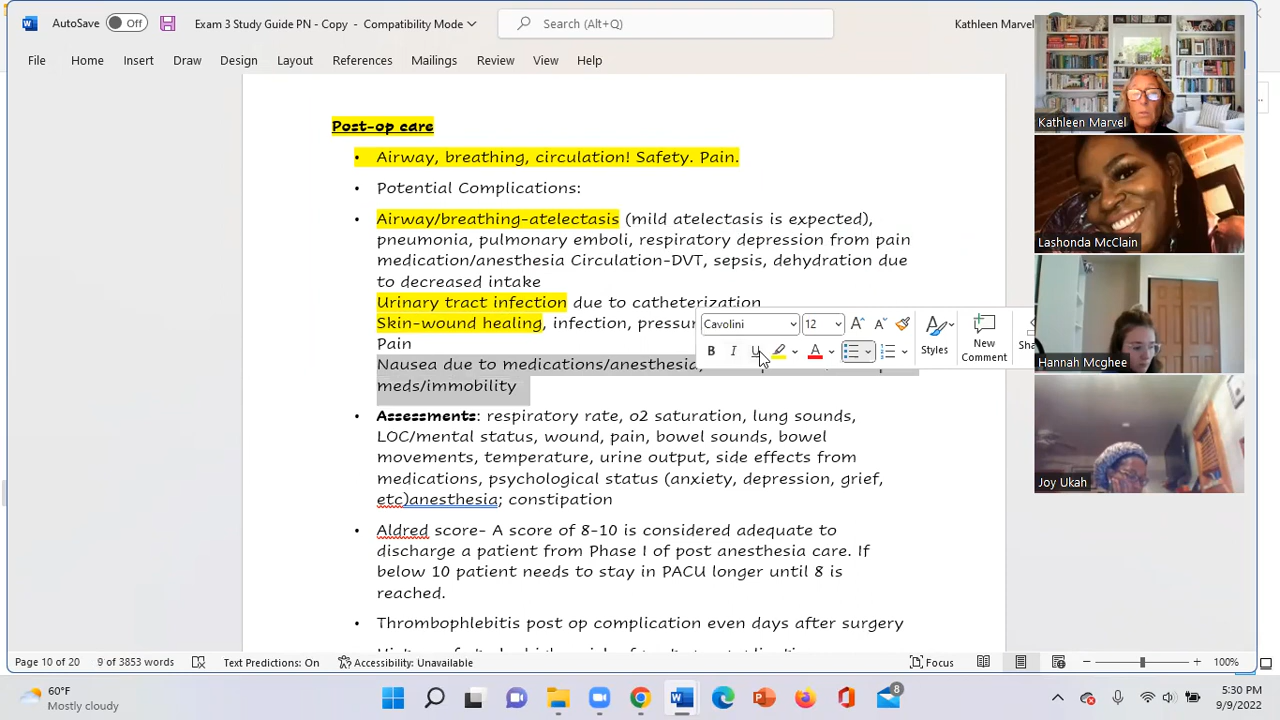 AutoSave Off Exam 3 Study Guide PN - Copy - Compatibility Mode Search (Alt+Q) Kathleen Marvel
File Home Insert Draw Design Layout References Mailings Review View Help
Post-op care
• Airway, breathing, circulation! Safety. Pain.
• Potential Complications:
• Airway/breathing-atelectasis (mild atelectasis is expected),
pneumonia, pulmonary emboli, respiratory depression from pain
medication/anesthesia Circulation-DVT, sepsis, dehydration due
to decreased intake
Urinary tract infection due to catheterization
Skin-wound healing, infection,
Pain
Nausea due to medications/anesthesia,
meds/immobility
• Assessments: respiratory rate, o2 saturation, lung sounds,
LOC/mental status, wound, pain, bowel sounds, bowel
movements, temperature, urine output, side effects from
medications, psychological status (anxiety, depression, grief,
etc)anesthesia; constipation
• Aldred score- A score of 8-10 is considered adequate to
discharge a patient from Phase I of post anesthesia care. If
below 10 patient needs to stay in PACU longer until 8 is
reached.
• Thrombophlebitis post op complication even days after surgery
Cavolini 12
B I U
Styles
New
Comment
Kathleen Marvel
Lashonda McClain
Hannah Mcghee
Joy Ukah
Page 10 of 20 9 of 3853 words Text Predictions: On Accessibility: Unavailable Focus 100%
60°F
Mostly cloudy
8
5:30 PM
9/9/2022